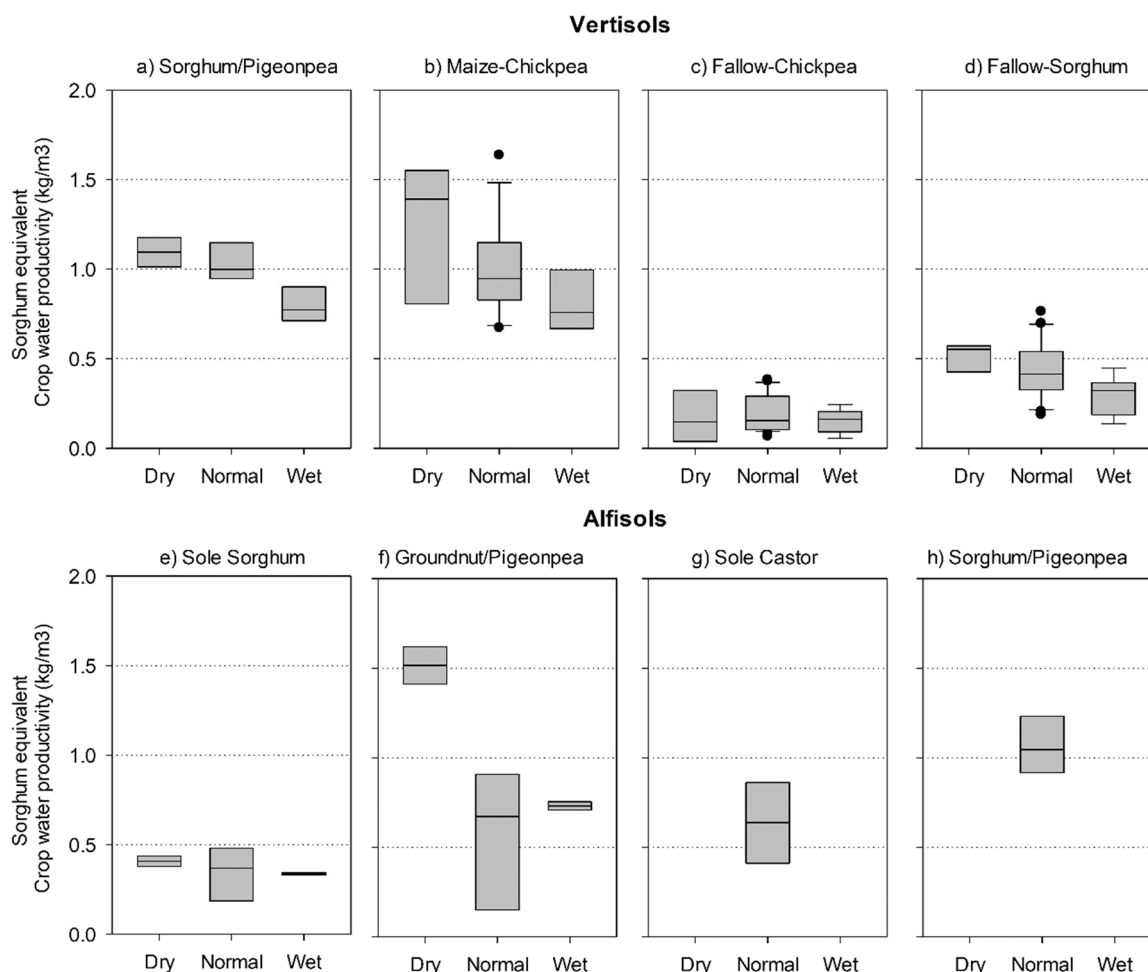 Vertisols
a) Sorghum/Pigeonpea
b) Maize-Chickpea
c) Fallow-Chickpea
d) Fallow-Sorghum
Sorghum equivalent
Crop water productivity (kg/m3)
2.0
1.5
1.0
0.5
0.0
Dry Normal Wet
Dry Normal Wet
Dry Normal Wet
Dry Normal Wet
Alfisols
e) Sole Sorghum
f) Groundnut/Pigeonpea
g) Sole Castor
h) Sorghum/Pigeonpea
Sorghum equivalent
Crop water productivity (kg/m3)
2.0
1.5
1.0
0.5
0.0
Dry Normal Wet
Dry Normal Wet
Dry Normal Wet
Dry Normal Wet